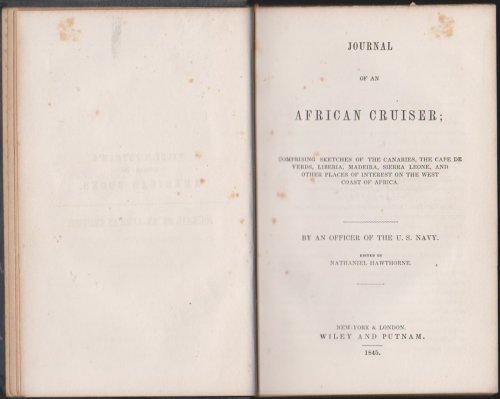 JOURNAL
OF AN
AFRICAN CRUISER;
COMPRISING SKETCHES OF THE CANARIES, THE CAPE DE
VERDS, LIBERIA, MADEIRA, SIERRA LEONE, AND
OTHER PLACES OF INTEREST ON THE WEST
COAST OF AFRICA.
BY AN OFFICER OF THE U. S. NAVY.
EDITED BY
NATHANIEL HAWTHORNE.
NEW-YORK & LONDON.
WILEY AND PUTNAM.
1845.